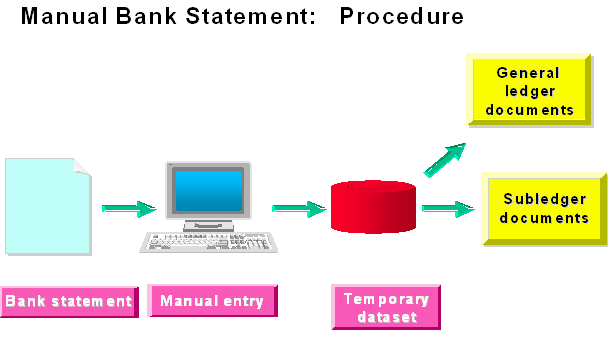 Manual Bank Statement: Procedure
General
ledger
documents
Subledger
documents
Bank statement
Manual entry
Temporary
dataset